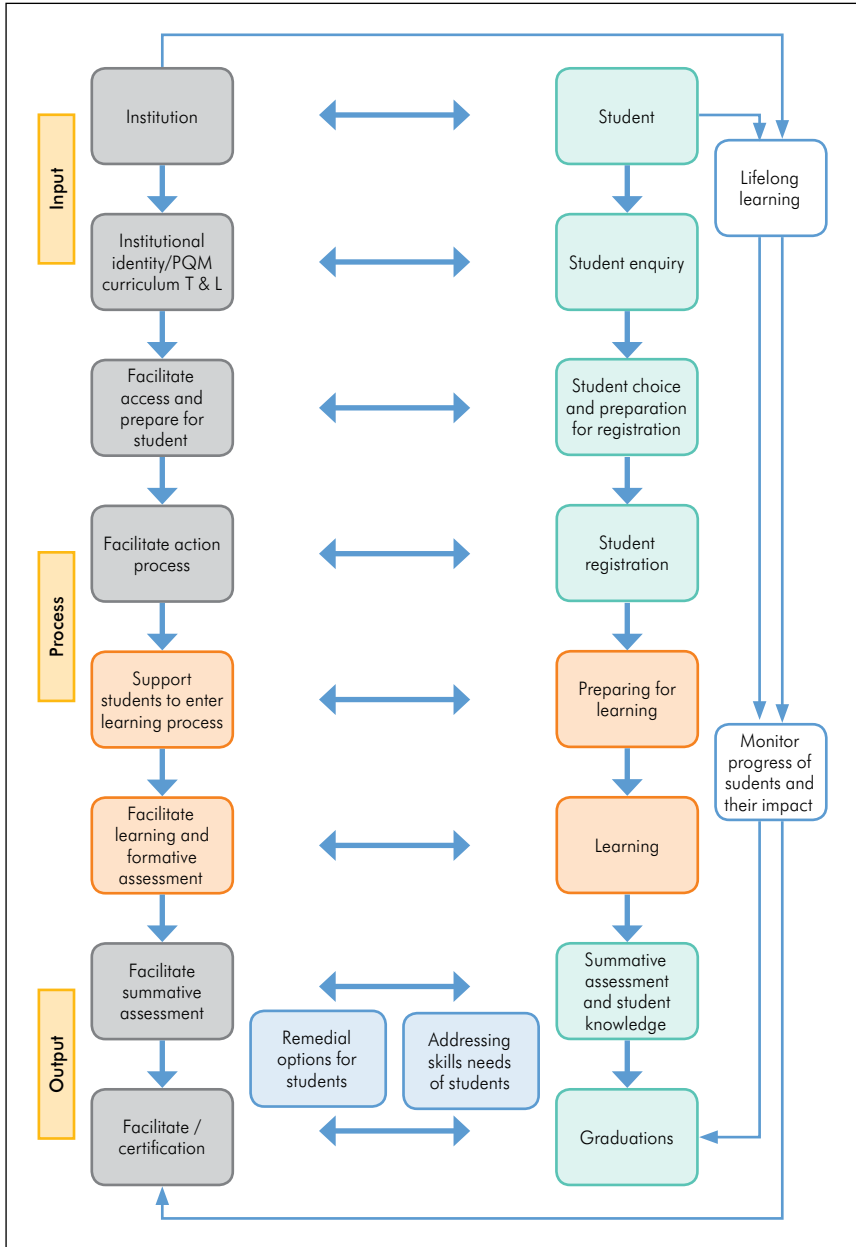 Institution
Student
Lifelong
learning
Input
Institutional
identity/PQM
curriculum T & L
Student enquiry
Facilitate
access and
prepare for
student
Student choice
and preparation
for registration
Facilitate action
process
Student
registration
Process
Support
students to enter
learning process
Preparing for
learning
Monitor
progress of
sudents and
their impact
Facilitate
learning and
formative
assessment
Learning
Facilitate
summative
assessment
Summative
assessment
and student
knowledge
Output
Remedial
options for
students
Addressing
skills needs
of students
Facilitate /
certification
Graduations